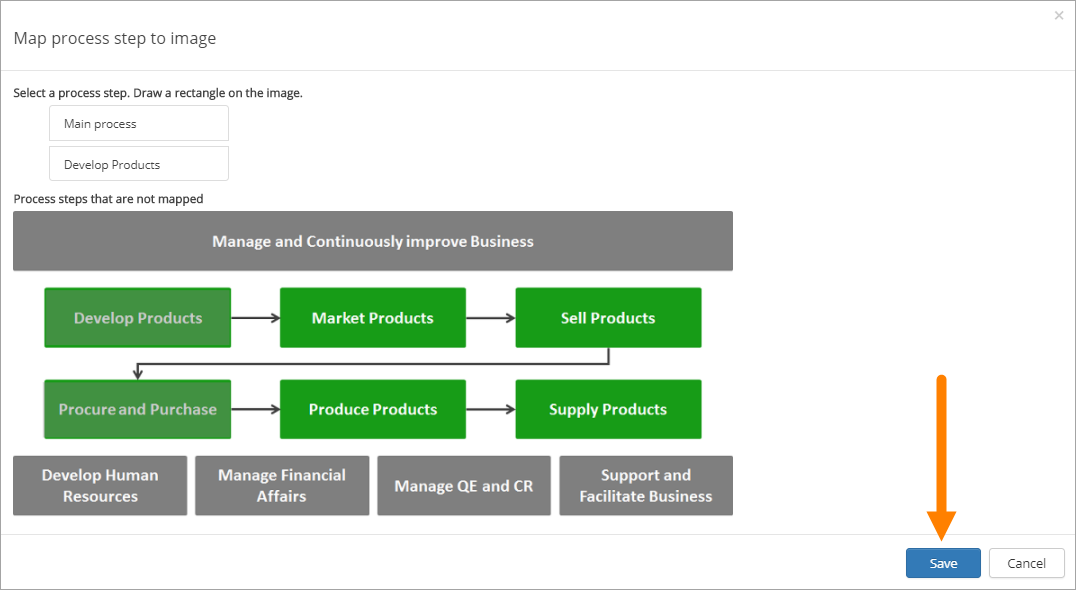 Map process step to image
Select a process step. Draw a rectangle on the image.
Main process
Develop Products
Process steps that are not mapped
Manage and Continuously improve Business
Develop Products
Market Products
Sell Products
Procure and Purchase
Produce Products
Supply Products
Develop Human
Resources
Manage Financial
Affairs
Manage QE and CR
Support and
Facilitate Business
Save
Cancel